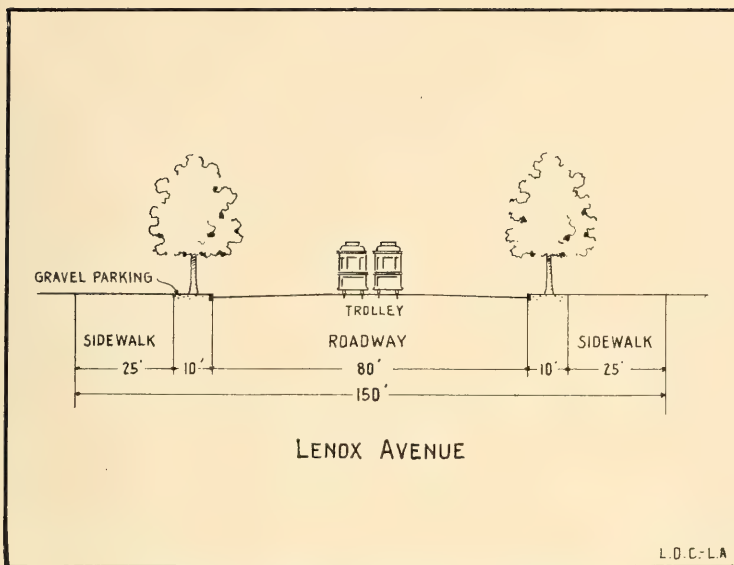 GRAVEL PARKING
TROLLEY
SIDEWALK ROADWAY SIDEWALK
25' 10' 80' 10' 25'
150'
LENOX AVENUE
L.D.C.-L.A